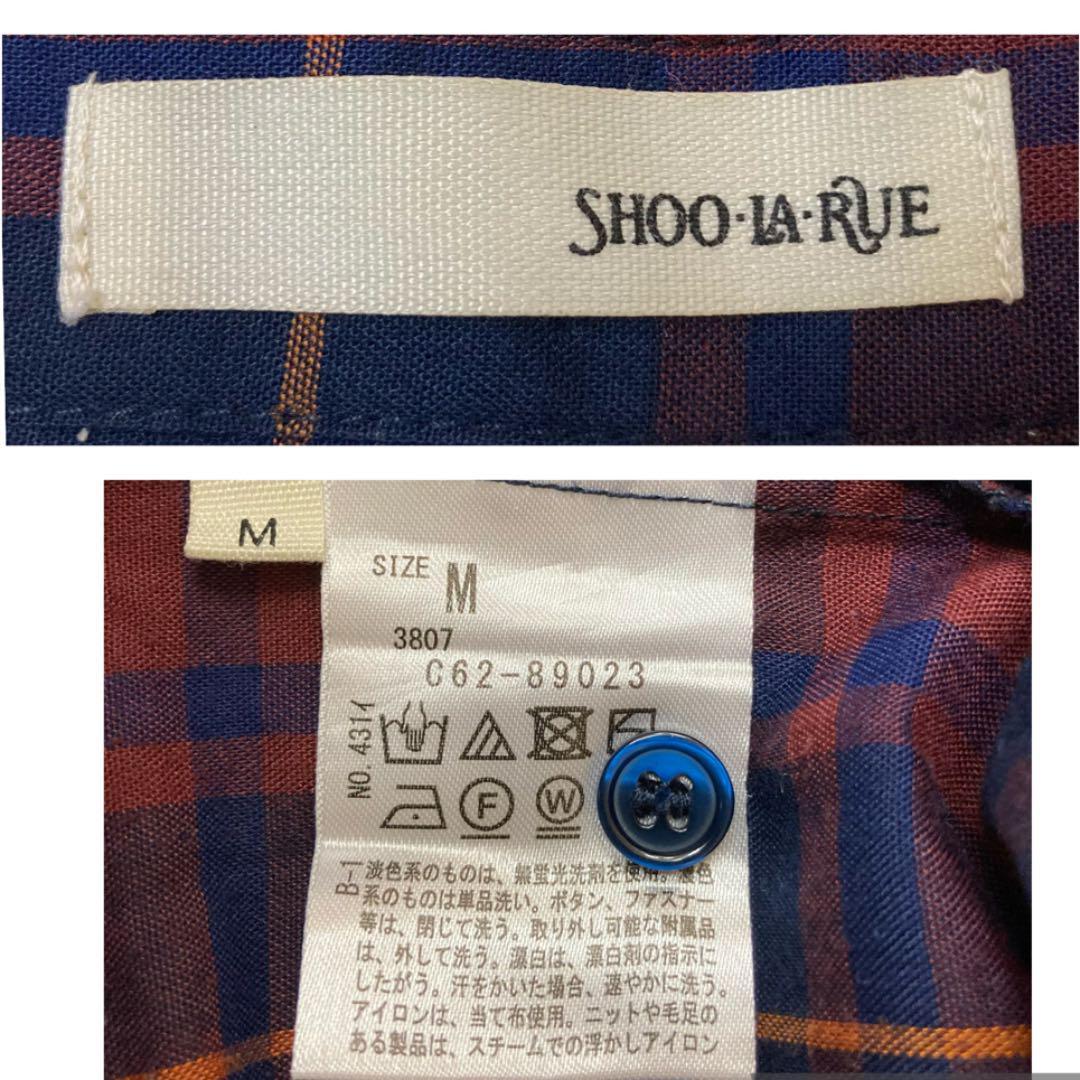 SHOO·LA·RUE
M
SIZE M
3807
C62-89023
NO.4311
F W
B-1
淡色系のものは、無蛍光洗剤を使用。 色
系のものは単品洗い。ボタン、ファスナー
等は、閉じて洗う。取り外し可能な附属品
は、外して洗う。漂白は、漂白剤の指示に
したがう。汗をかいた場合、速やかに洗う。
アイロンは、当て布使用。ニットや毛足の
ある製品は、スチームでの浮かしアイロン